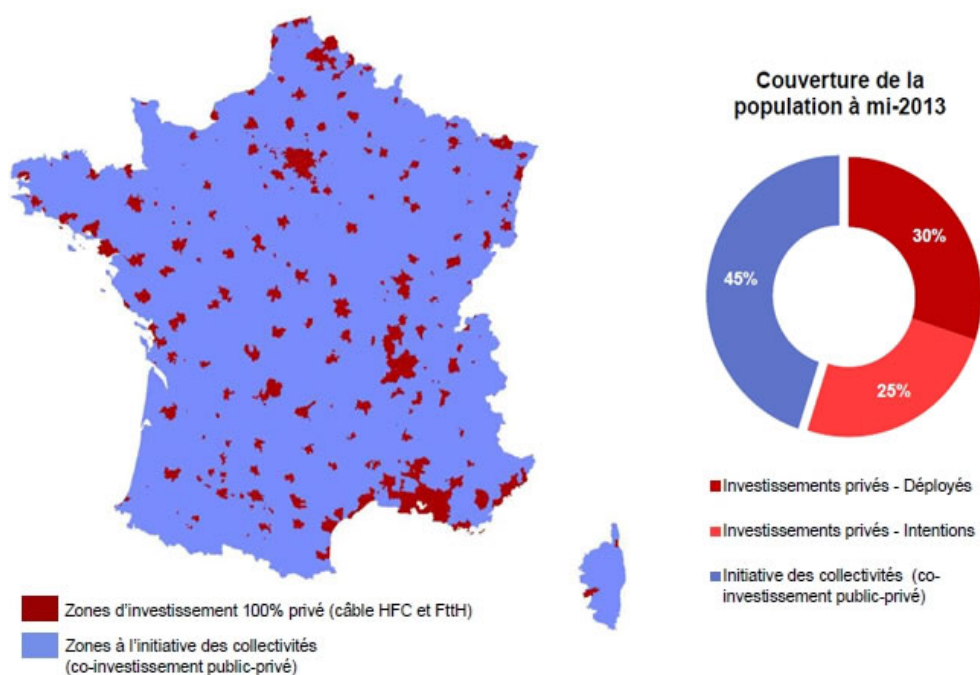 Couverture de la
population à mi-2013
30%
45%
25%
Investissements privés - Déployés
Investissements privés - Intentions
Initiative des collectivités (co-
investissement public-privé)
Zones d'investissement 100% privé (câble HFC et FttH)
Zones à l'initiative des collectivités
(co-investissement public-privé)